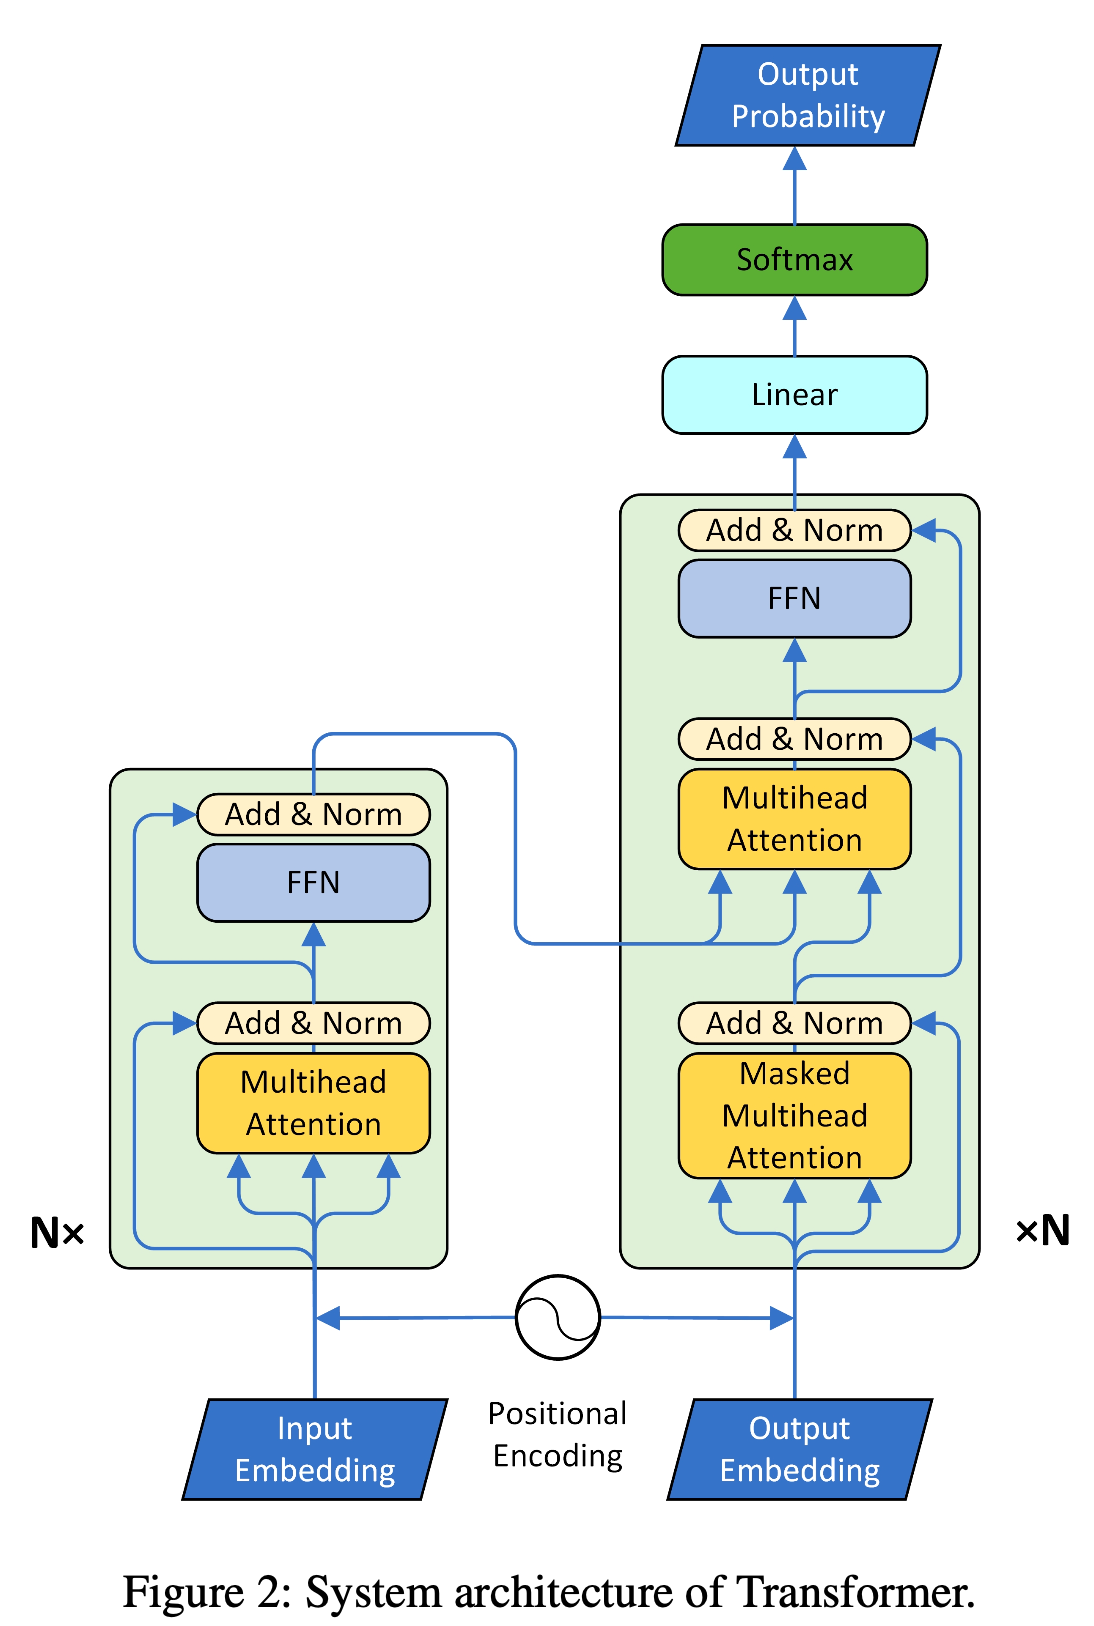 Output
Probability
Softmax
Linear
Add & Norm
FFN
Add & Norm
Multihead
Attention
Add & Norm
Masked
Multihead
Attention
×N
Add & Norm
FFN
Add & Norm
Multihead
Attention
N×
Positional
Encoding
Input
Embedding
Output
Embedding
Figure 2: System architecture of Transformer.